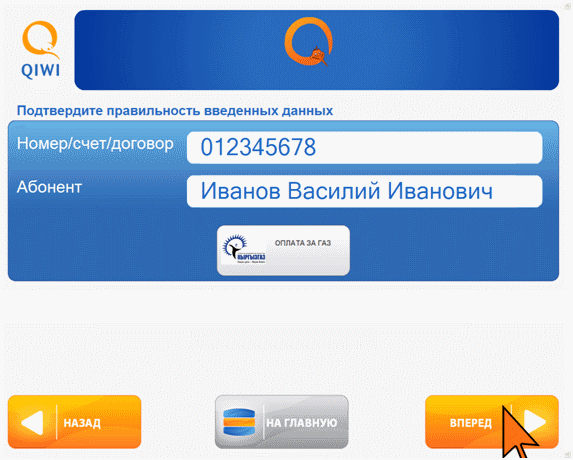 QIWI
Подтвердите правильность введенных данных
Номер/счет/договор 012345678
Абонент Иванов Василий Иванович
КЫРГЫЗГАЗ
ОПЛАТА ЗА ГАЗ
НАЗАД
НА ГЛАВНУЮ
ВПЕРЕД